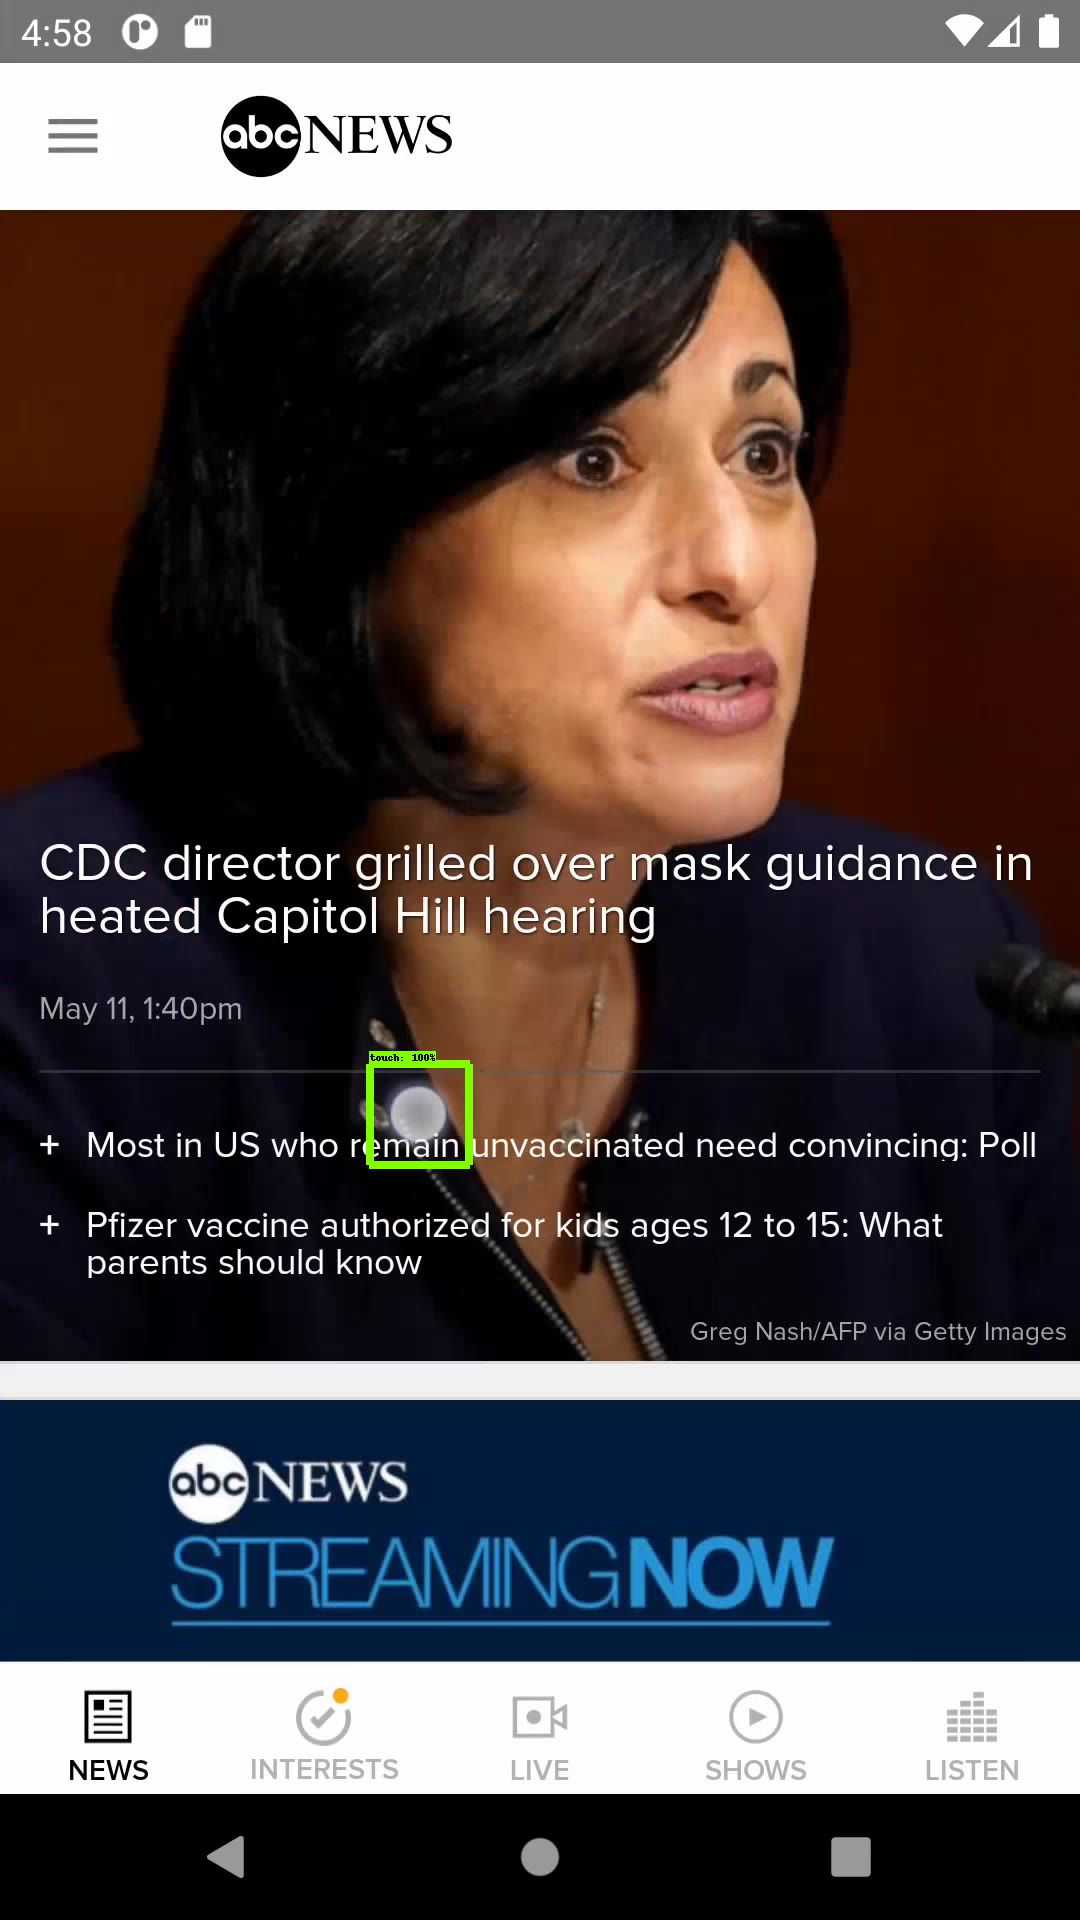 4:58
abc NEWS
CDC director grilled over mask guidance in
heated Capitol Hill hearing
May 11, 1:40pm
touch: 100%
+ Most in US who remain unvaccinated need convincing: Poll
+ Pfizer vaccine authorized for kids ages 12 to 15: What
parents should know
Greg Nash/AFP via Getty Images
abc NEWS
STREAMING NOW
NEWS INTERESTS LIVE SHOWS LISTEN